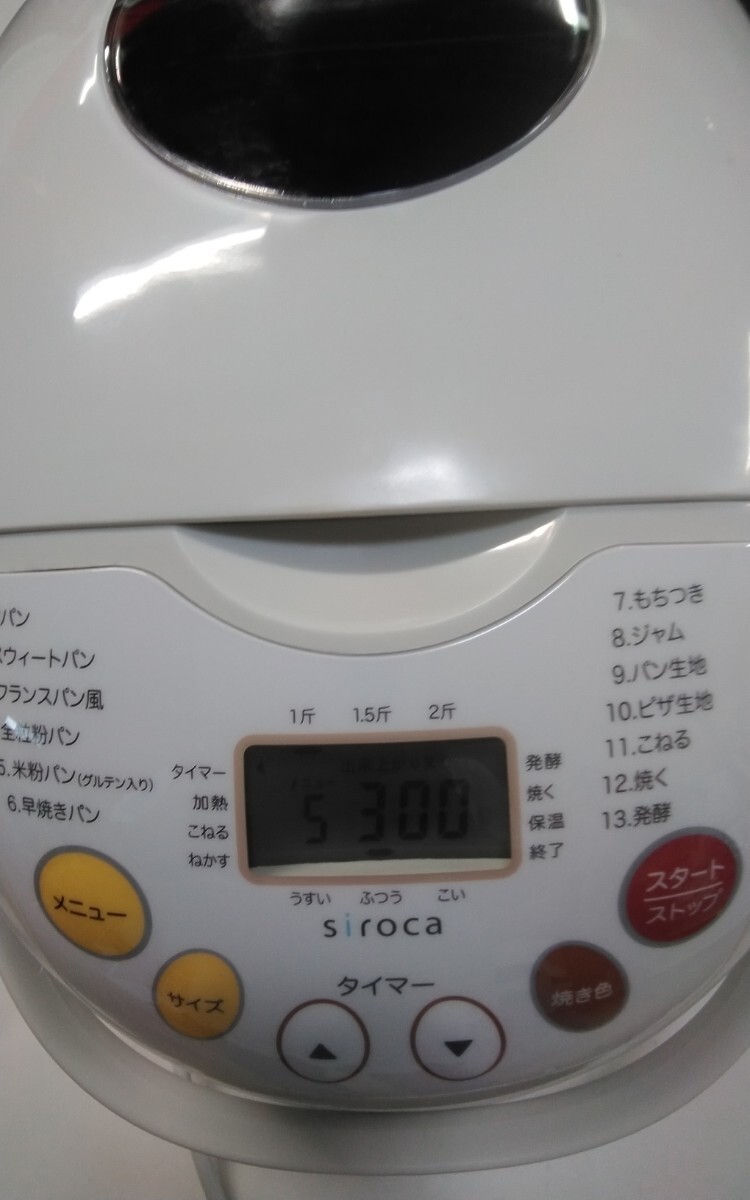 パン
ウィートパン
フランスパン風
全粒粉パン
5.米粉パン(グルテン入り)
6.早焼きパン
7.もちつき
8.ジャム
9.パン生地
10.ピザ生地
11.こねる
12.焼く
13.発酵
1斤 1.5斤 2斤
タイマー
加熱
こねる
ねかす
メニュー
5 300
発酵
焼く
保温
終了
うすい ふつう こい
siroca
メニュー
サイズ
タイマー
▲ ▼
焼き色
スタート
ストップ